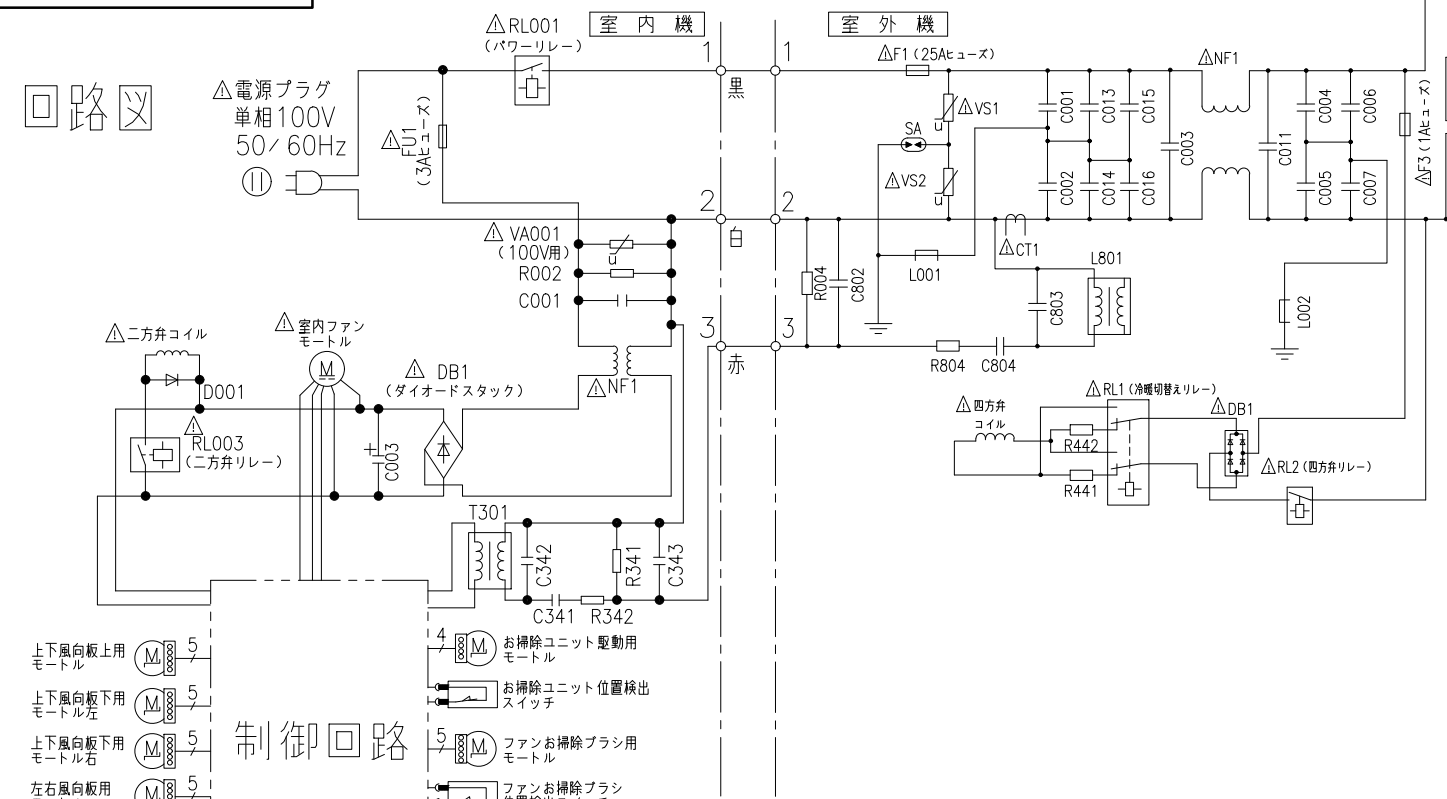 回路図
⚠電源プラグ
単相100V
50/60Hz
⚠RL001
(パワーリレー)
室内機
室外機
1
1
黒
⚠FU1
(3Aヒューズ)
2
2
白
3
3
赤
⚠VA001
(100V用)
u
R002
C001
⚠NF1
⚠二方弁コイル
D001
⚠
RL003
(二方弁リレー)
⚠室内ファン
モートル
M
⚠DB1
(ダイオードスタック)
+
C003
T301
C342
R341
C343
C341
R342
⚠F1(25Aヒューズ)
⚠VS1
u
SA
⚠VS2
u
C001
C013
C015
C002
C014
C016
C003
⚠NF1
C011
C004
C006
C005
C007
⚠F3(1Aヒューズ)
R004
C802
L001
⚠CT1
L801
C803
R804
C804
L002
⚠四方弁
コイル
⚠RL1(冷暖切替えリレー)
R442
R441
⚠DB1
⚠RL2(四方弁リレー)
制御回路
上下風向板上用
モートル
M
5
上下風向板下用
モートル左
M
5
上下風向板下用
モートル右
M
5
左右風向板用
M
5
4
M
お掃除ユニット駆動用
モートル
お掃除ユニット位置検出
スイッチ
5
M
ファンお掃除ブラシ用
モートル
ファンお掃除ブラシ